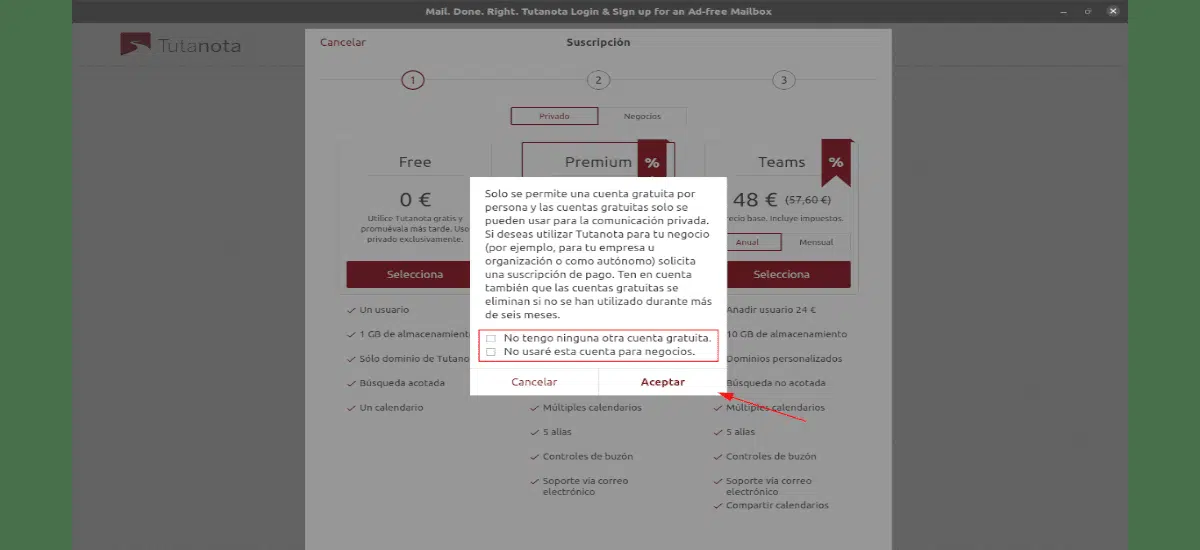 Mail. Done. Right. Tutanota Login & Sign up for an Ad-free Mailbox
Tutanota
Cancelar
Suscripción
1
2
3
Privado
Negocios
Free
Premium
%
Teams
%
0 €
48 € (57,60 €)
Utilice Tutanota gratis y
promuévala más tarde. Uso
privado exclusivamente.
recio base. Incluye impuestos.
Anual
Mensual
Selecciona
Selecciona
Solo se permite una cuenta gratuita por
persona y las cuentas gratuitas solo se
pueden usar para la comunicación privada.
Si deseas utilizar Tutanota para tu negocio
(por ejemplo, para tu empresa u
organización o como autónomo) solicita
una suscripción de pago. Ten en cuenta
también que las cuentas gratuitas se
eliminan si no se han utilizado durante más
de seis meses.
No tengo ninguna otra cuenta gratuita.
No usaré esta cuenta para negocios.
Cancelar
Aceptar
Un usuario
1 GB de almacenamient
Sólo dominio de Tutano
Búsqueda acotada
Un calendario
Múltiples calendarios
5 alias
Controles de buzón
Soporte vía correo
electrónico
Añadir usuario 24 €
10 GB de almacenamiento
Dominios personalizados
Búsqueda no acotada
Múltiples calendarios
5 alias
Controles de buzón
Soporte vía correo
electrónico
Compartir calendarios